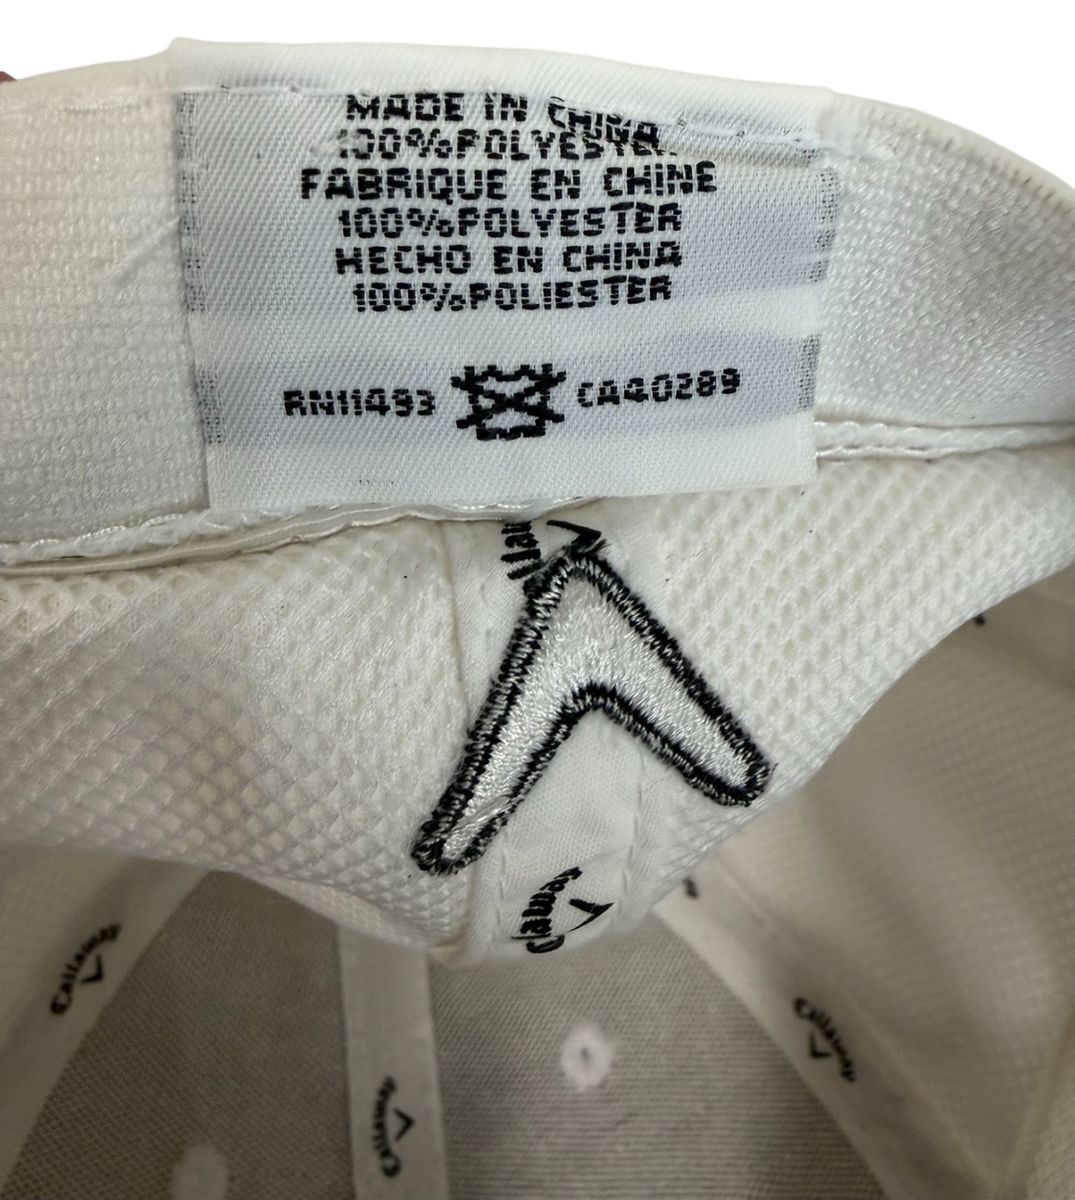 MADE IN CHINA
100%POLYESTER
FABRIQUE EN CHINE
100%POLYESTER
HECHO EN CHINA
100%POLIESTER
RN11493 CA40289
Callaway
Callaway
Callaway
Callaway